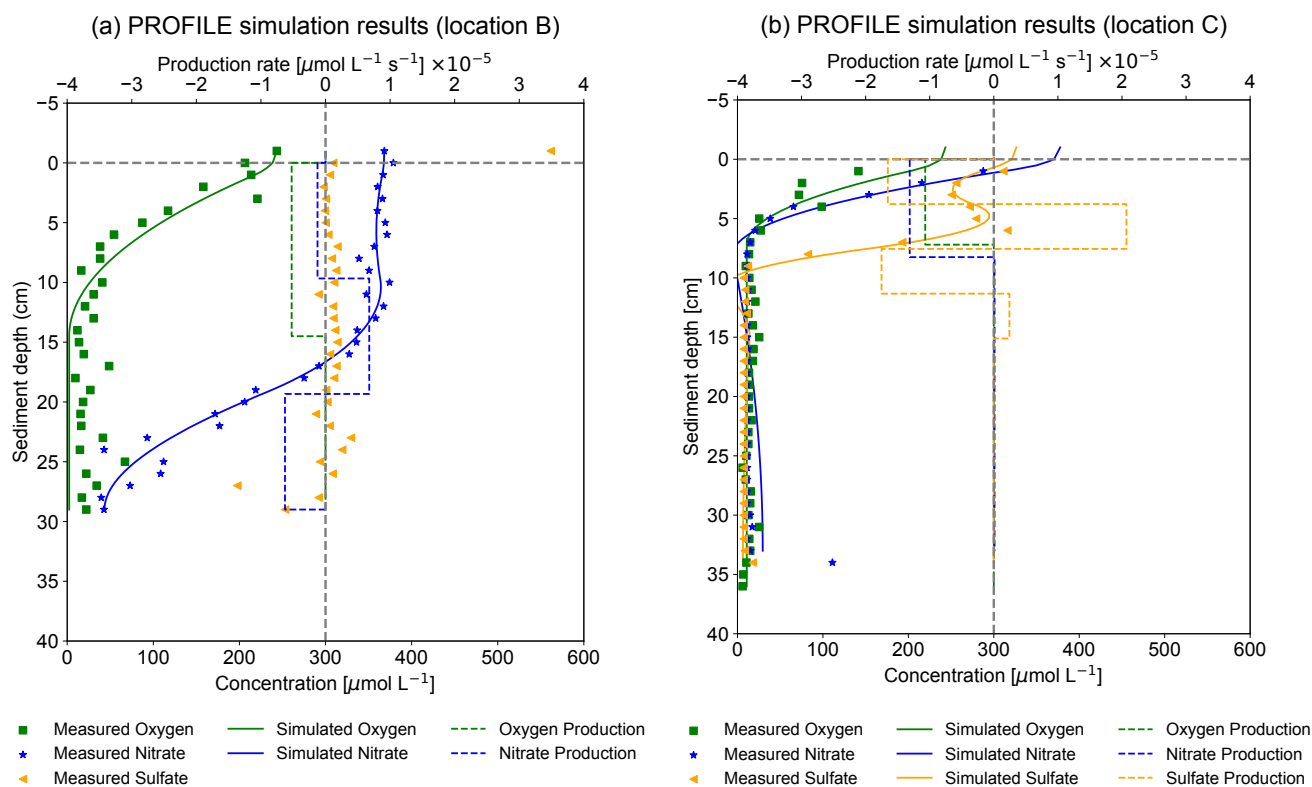 (a) PROFILE simulation results (location B)
Production rate [μmol L⁻¹ s⁻¹] ×10⁻⁵
−4 −3 −2 −1 0 1 2 3 4
−5
0
5
10
15
20
25
30
35
40
Sediment depth (cm)
0 100 200 300 400 500 600
Concentration [μmol L⁻¹]
Measured Oxygen Simulated Oxygen Oxygen Production
Measured Nitrate Simulated Nitrate Nitrate Production
Measured Sulfate
(b) PROFILE simulation results (location C)
Production rate [μmol L⁻¹ s⁻¹] ×10⁻⁵
−4 −3 −2 −1 0 1 2 3 4
−5
0
5
10
15
20
25
30
35
40
Sediment depth [cm]
0 100 200 300 400 500 600
Concentration [μmol L⁻¹]
Measured Oxygen Simulated Oxygen Oxygen Production
Measured Nitrate Simulated Nitrate Nitrate Production
Measured Sulfate Simulated Sulfate Sulfate Production